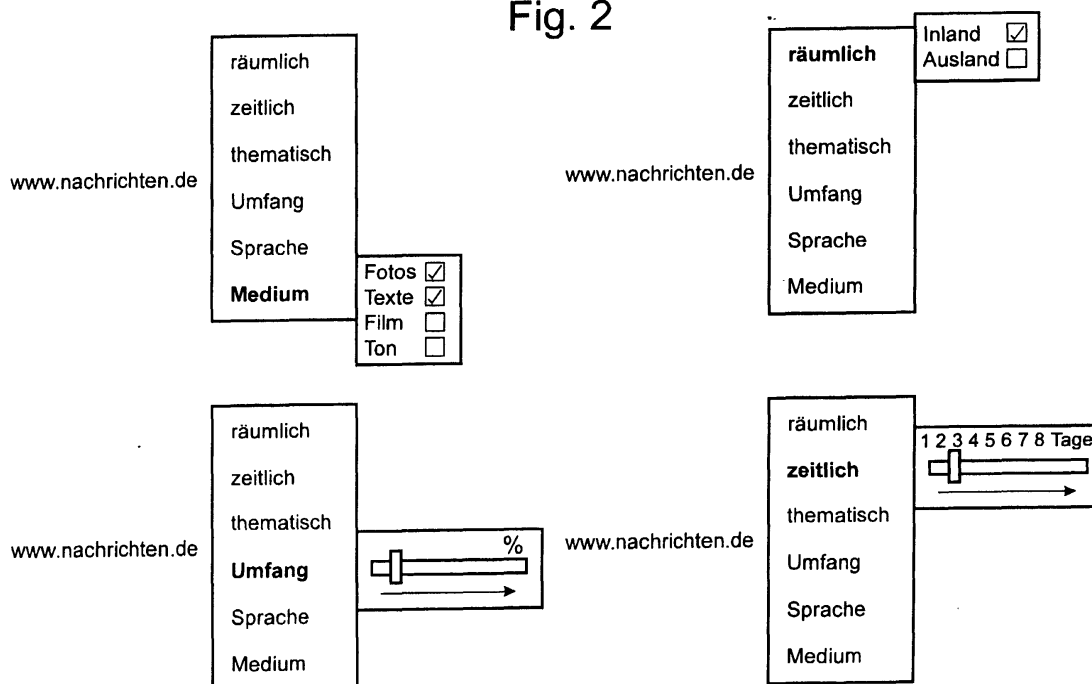 Fig. 2
räumlich
zeitlich
thematisch
www.nachrichten.de
Umfang
Sprache
Medium
Fotos
Texte
Film
Ton
räumlich
Inland
Ausland
zeitlich
thematisch
www.nachrichten.de
Umfang
Sprache
Medium
räumlich
zeitlich
thematisch
www.nachrichten.de
Umfang
%
Sprache
Medium
räumlich
1 2 3 4 5 6 7 8 Tage
zeitlich
thematisch
www.nachrichten.de
Umfang
Sprache
Medium